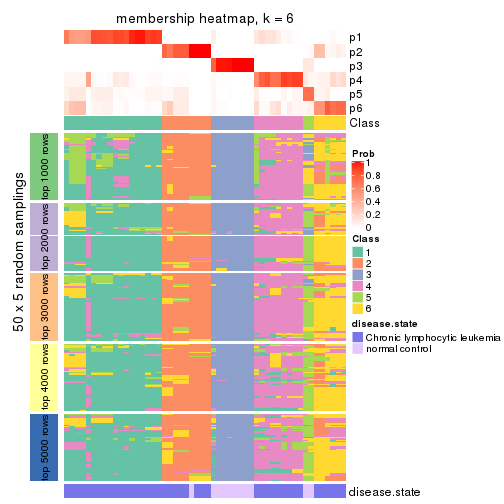 membership heatmap, k = 6
p1
p2
p3
p4
p5
p6
Class
50 x 5 random samplings
top 1000 rows
top 2000 rows
top 3000 rows
top 4000 rows
top 5000 rows
Prob
1
0.8
0.6
0.4
0.2
0
Class
1
2
3
4
5
6
disease.state
Chronic lymphocytic leukemia
normal control
disease.state